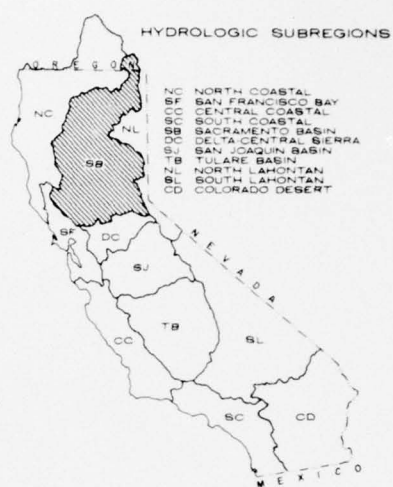 HYDROLOGIC SUBREGIONS
OREGON
NC NORTH COASTAL
SF SAN FRANCISCO BAY
CC CENTRAL COASTAL
SC SOUTH COASTAL
SB SACRAMENTO BASIN
DC DELTA-CENTRAL SIERRA
SJ SAN JOAQUIN BASIN
TB TULARE BASIN
NL NORTH LAHONTAN
SL SOUTH LAHONTAN
CD COLORADO DESERT
NC
NL
SB
SF
DC
NEVADA
SJ
TB
SL
CC
SC
CD
MEXICO